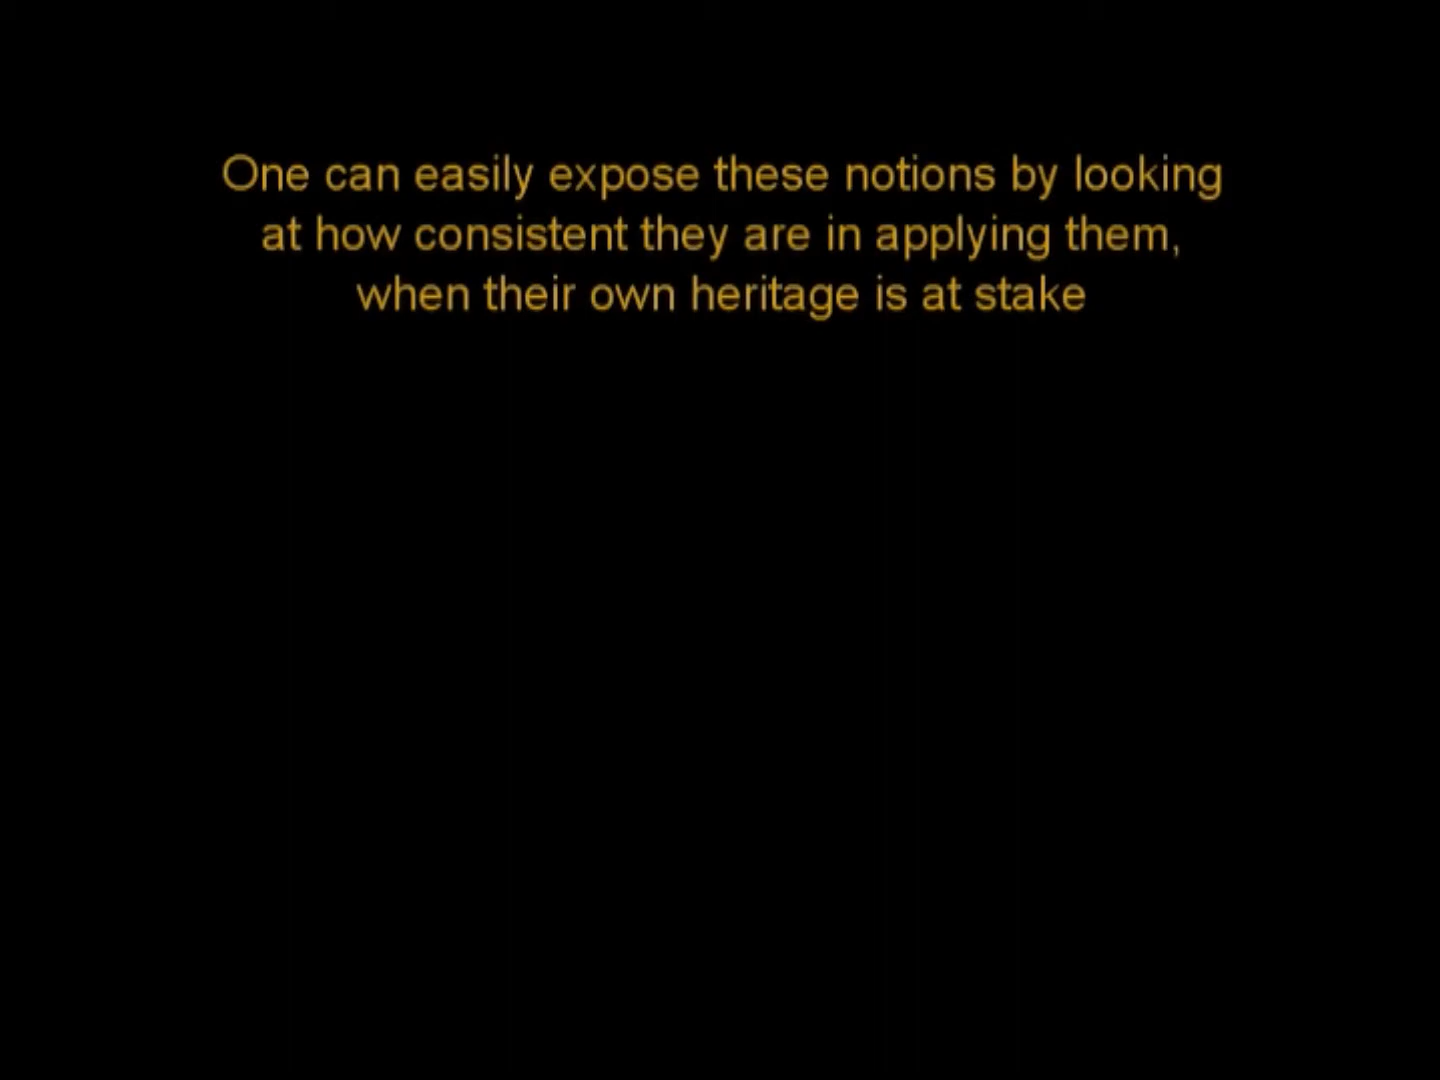 One can easily expose these notions by looking
at how consistent they are in applying them,
when their own heritage is at stake